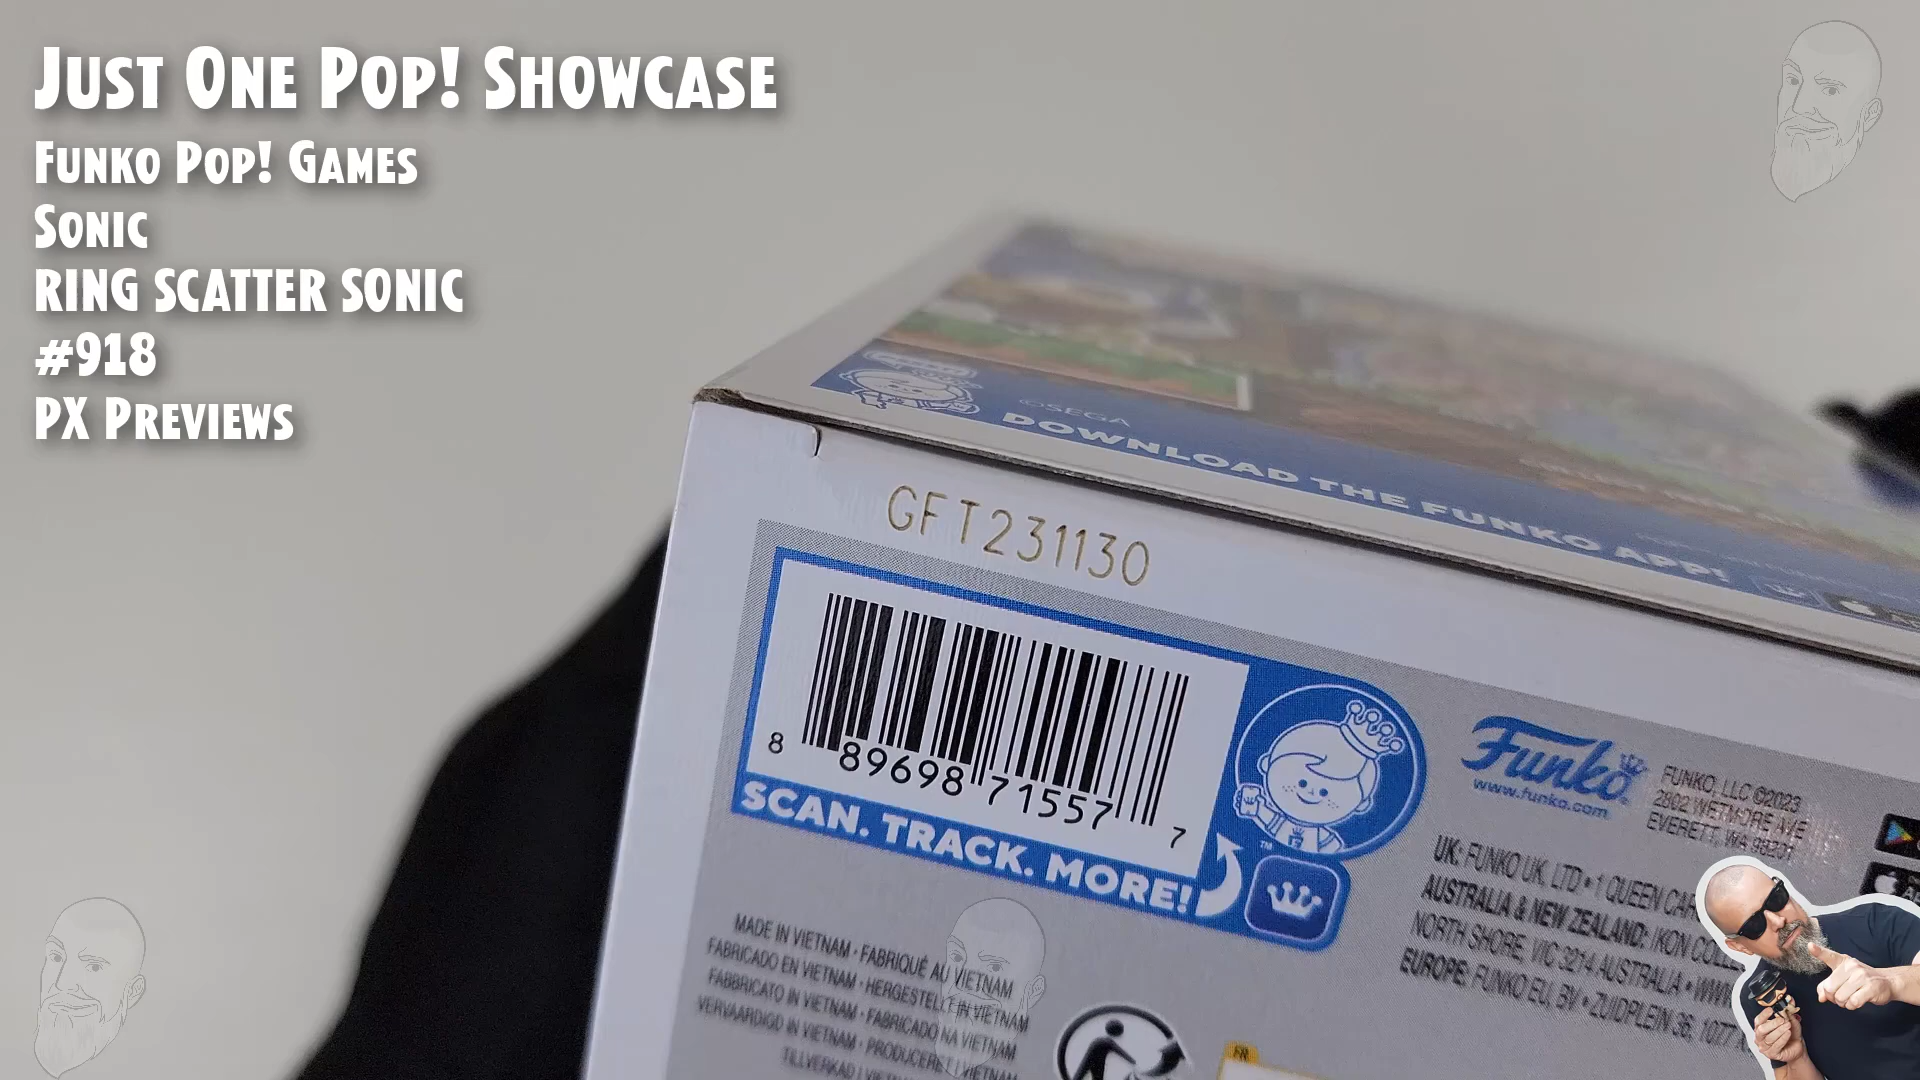 Just One Pop! Showcase
Funko Pop! Games
Sonic
RING SCATTER SONIC
#918
PX Previews
©SEGA
DOWNLOAD THE FUNKO APP!
GFT231130
8 89698 71557 7
SCAN. TRACK. MORE!
TM
Funko
www.funko.com
FUNKO, LLC ©2023
2802 WETMORE AVE
EVERETT, WA 98201
UK: FUNKO UK, LTD • 1 QUEEN
AUSTRALIA & NEW ZEALAND: IKON
NORTH SHORE, VIC 3214 AUSTRALIA •
EUROPE: FUNKO EU, BV • ZUIDPLEIN 36,
MADE IN VIETNAM · FABRIQUÉ AU VIETNAM
FABRICADO EN VIETNAM · HERGESTELLT IN VIETNAM
FABBRICATO IN VIETNAM · FABRICADO NA VIETNAM
VERVAARDIGD IN VIETNAM · PRODUCERET I VIETNAM
FR